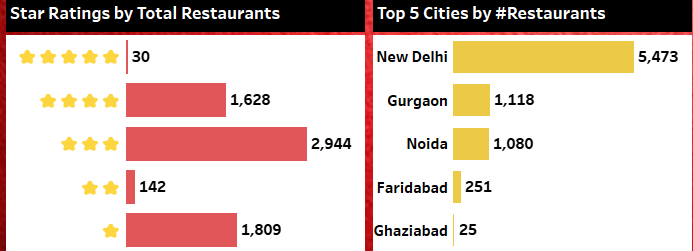 Star Ratings by Total Restaurants
30
1,628
2,944
142
1,809
Top 5 Cities by #Restaurants
New Delhi 5,473
Gurgaon 1,118
Noida 1,080
Faridabad 251
Ghaziabad 25